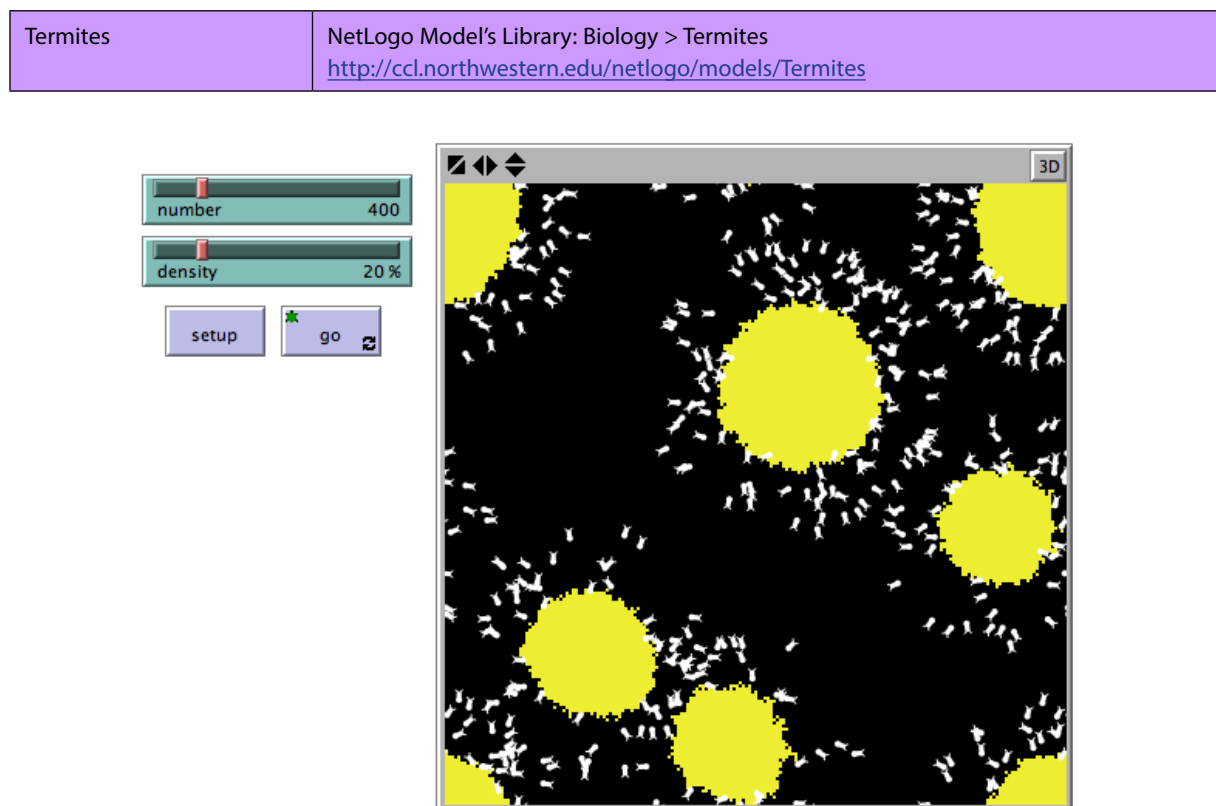 Termites
NetLogo Model’s Library: Biology > Termites
http://ccl.northwestern.edu/netlogo/models/Termites
3D
number 400
density 20 %
setup
go